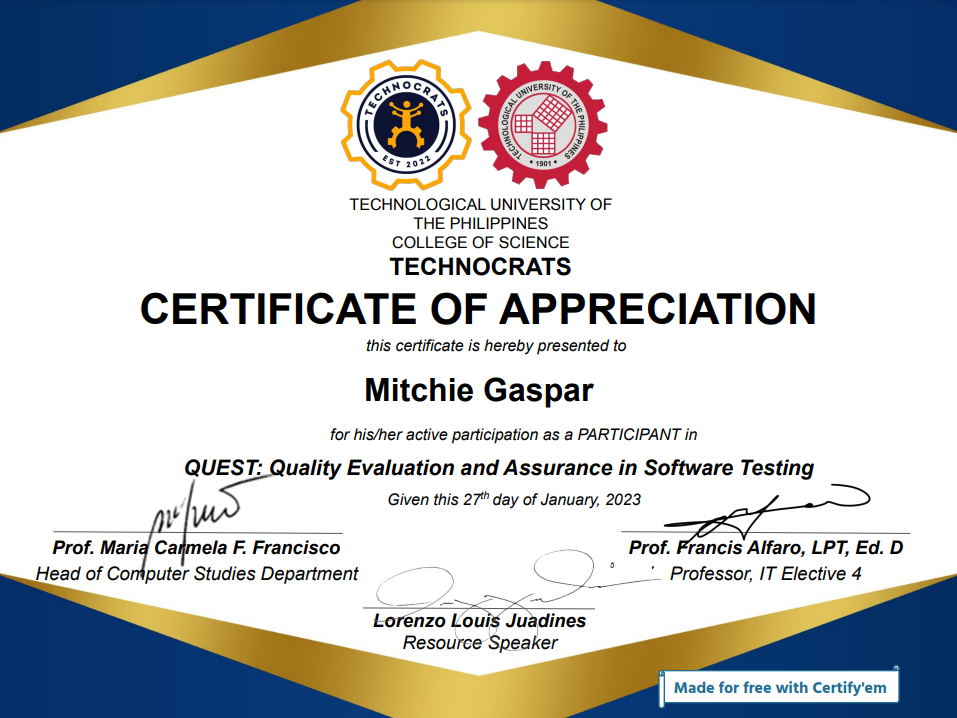 TECHNOCRATS
EST 2022
TECHNOLOGICAL UNIVERSITY OF THE PHILIPPINES
1901
TECHNOLOGICAL UNIVERSITY OF
THE PHILIPPINES
COLLEGE OF SCIENCE
TECHNOCRATS
CERTIFICATE OF APPRECIATION
this certificate is hereby presented to
Mitchie Gaspar
for his/her active participation as a PARTICIPANT in
QUEST: Quality Evaluation and Assurance in Software Testing
Given this 27th day of January, 2023
Prof. Maria Carmela F. Francisco
Head of Computer Studies Department
Prof. Francis Alfaro, LPT, Ed. D
Professor, IT Elective 4
Lorenzo Louis Juadines
Resource Speaker
Made for free with Certify'em